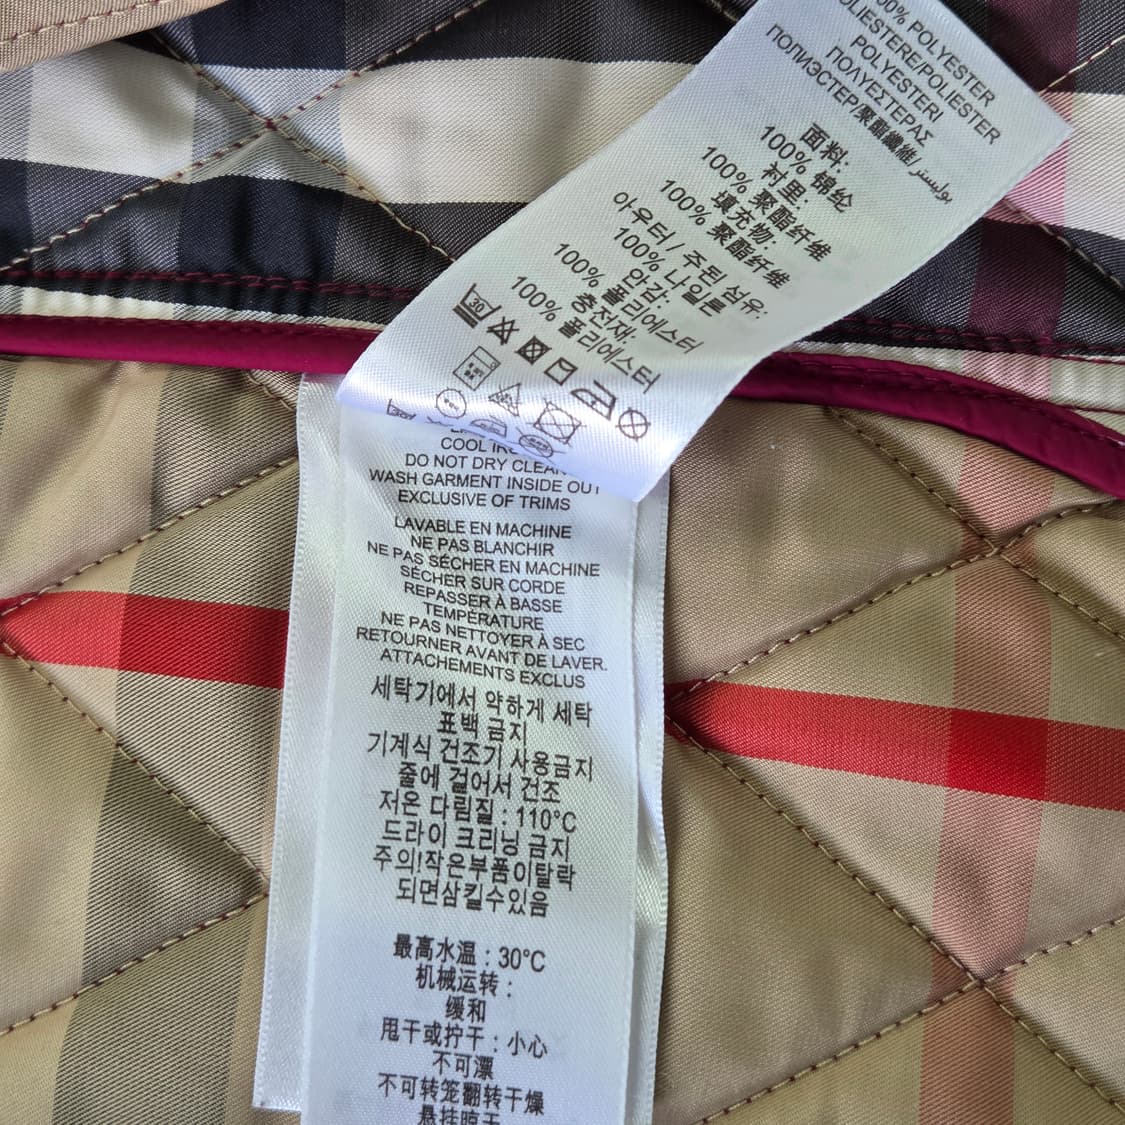 100% POLYESTER
POLIESTERE/POLIESTER
POLYESTERI
ΠΟΛΥΕΣΤΕΡΑΣ
ПОЛИЭСТЕР/聚酯纖維/بوليستر
面料:
100% 锦纶
衬里:
100% 聚酯纤维
填充物:
100% 聚酯纤维
아우터 / 주된 섬유:
100% 나일론
안감:
100% 폴리에스터
충전재:
100% 폴리에스터
30
COOL
DO NOT DRY CLEAN
WASH GARMENT INSIDE OUT
EXCLUSIVE OF TRIMS
LAVABLE EN MACHINE
NE PAS BLANCHIR
NE PAS SÉCHER EN MACHINE
SÉCHER SUR CORDE
REPASSER À BASSE
TEMPÉRATURE
NE PAS NETTOYER À SEC
RETOURNER AVANT DE LAVER.
ATTACHEMENTS EXCLUS
세탁기에서 약하게 세탁
표백 금지
기계식 건조기 사용금지
줄에 걸어서 건조
저온 다림질 : 110°C
드라이 크리닝 금지
주의!작은부품이탈락
되면삼킬수있음
最高水温 : 30°C
机械运转 :
缓和
甩干或拧干 : 小心
不可漂
不可转笼翻转干燥
悬挂晾干